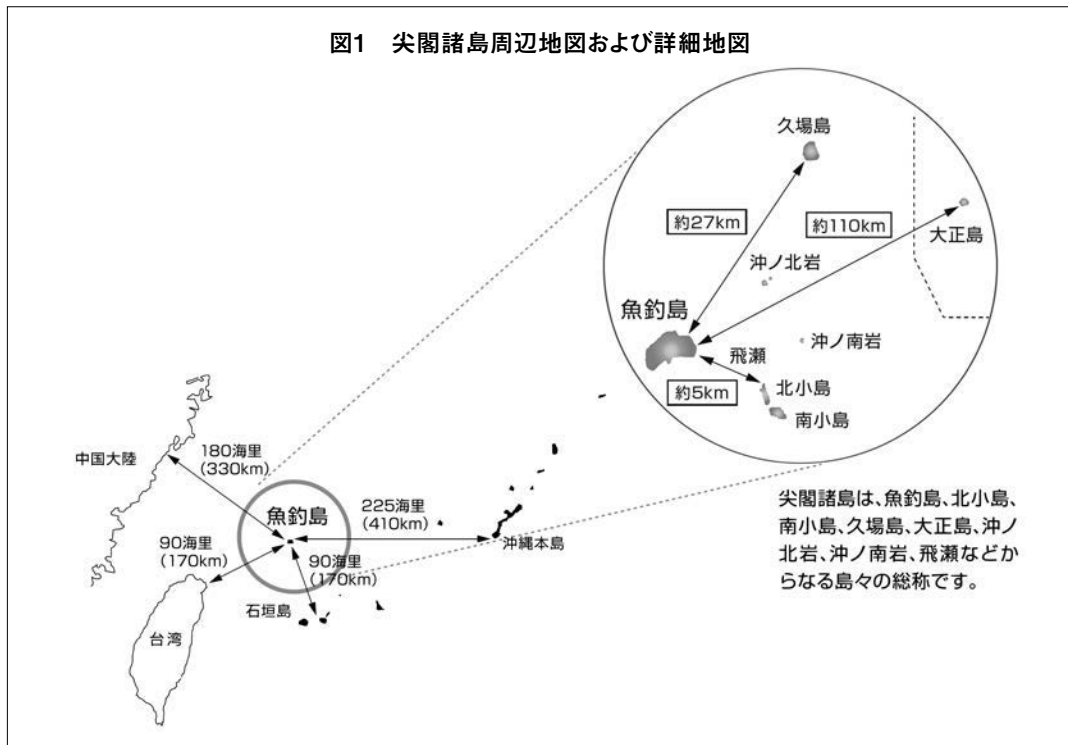 図1　尖閣諸島周辺地図および詳細地図
久場島
約27km
約110km
大正島
沖ノ北岩
魚釣島
沖ノ南岩
飛瀬
約5km
北小島
南小島
中国大陸
180海里
(330km)
魚釣島
225海里
(410km)
沖縄本島
90海里
(170km)
90海里
(170km)
石垣島
台湾
尖閣諸島は、魚釣島、北小島、
南小島、久場島、大正島、沖ノ
北岩、沖ノ南岩、飛瀬などか
らなる島々の総称です。